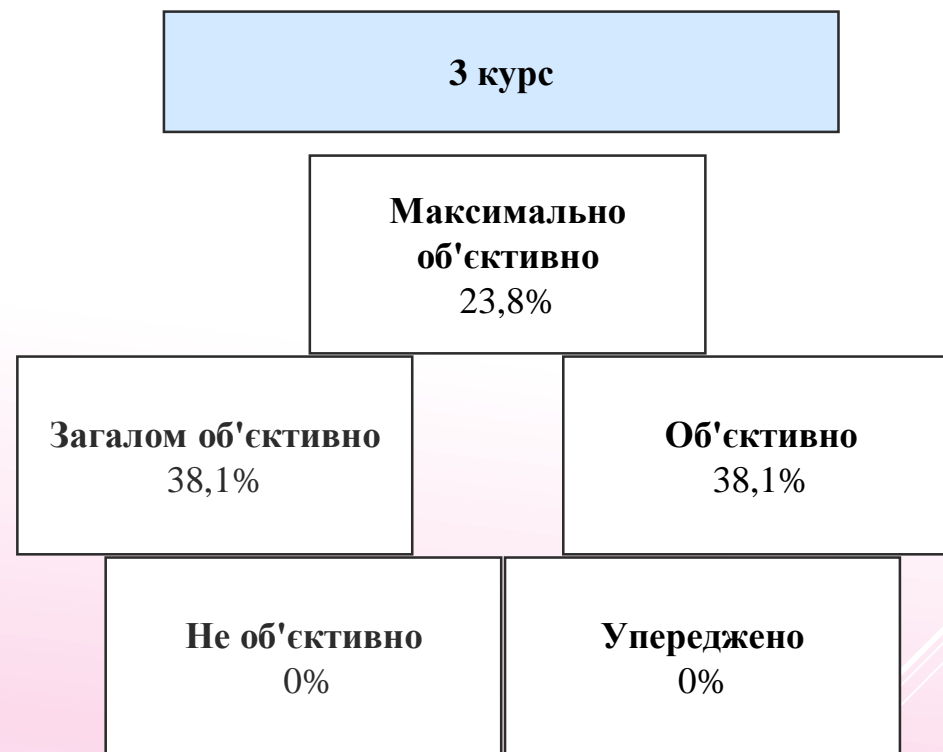 3 курс
Максимально
об'єктивно
23,8%
Загалом об'єктивно
38,1%
Об'єктивно
38,1%
Не об'єктивно
0%
Упереджено
0%